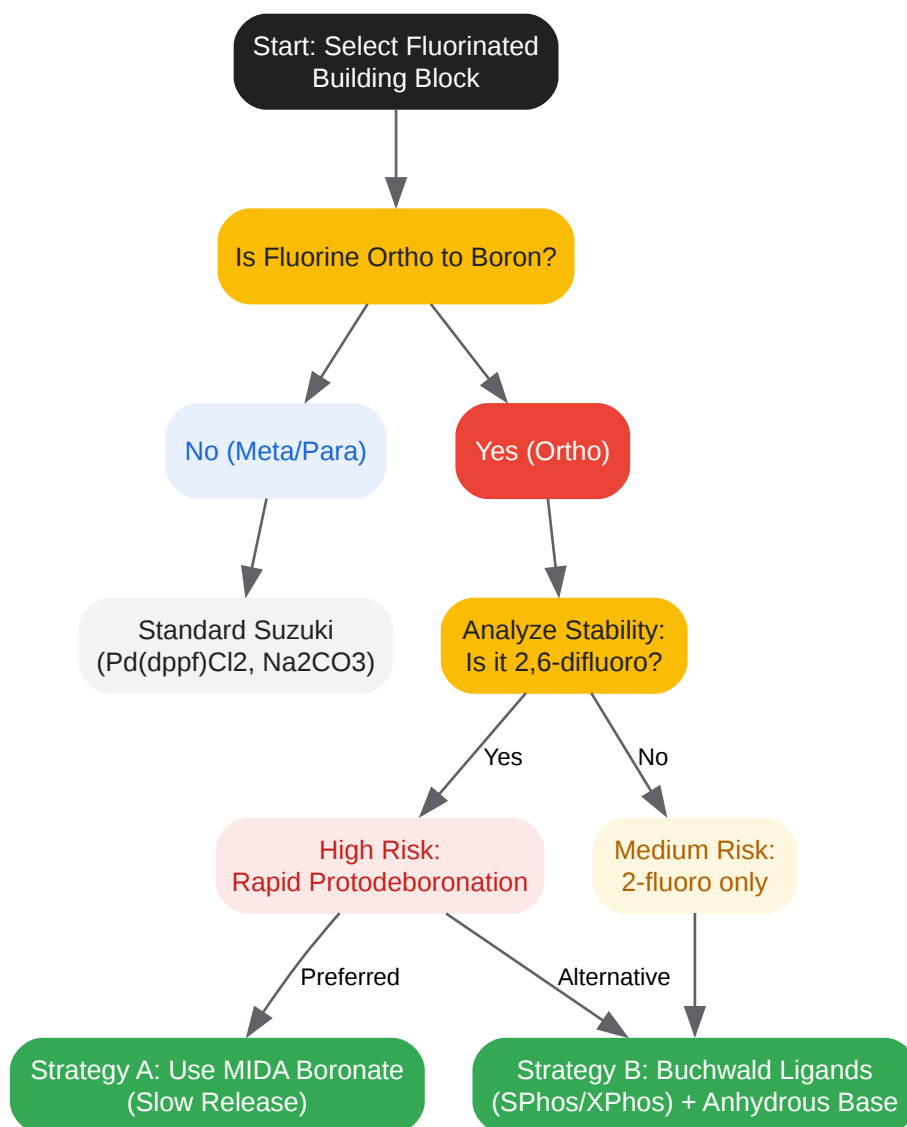 Start: Select Fluorinated
Building Block
Is Fluorine Ortho to Boron?
No (Meta/Para)
Yes (Ortho)
Standard Suzuki
(Pd(dppf)Cl2, Na2CO3)
Analyze Stability:
Is it 2,6-difluoro?
Yes
No
High Risk:
Rapid Protodeboronation
Medium Risk:
2-fluoro only
Preferred
Alternative
Strategy A: Use MIDA Boronate
(Slow Release)
Strategy B: Buchwald Ligands
(SPhos/XPhos) + Anhydrous Base